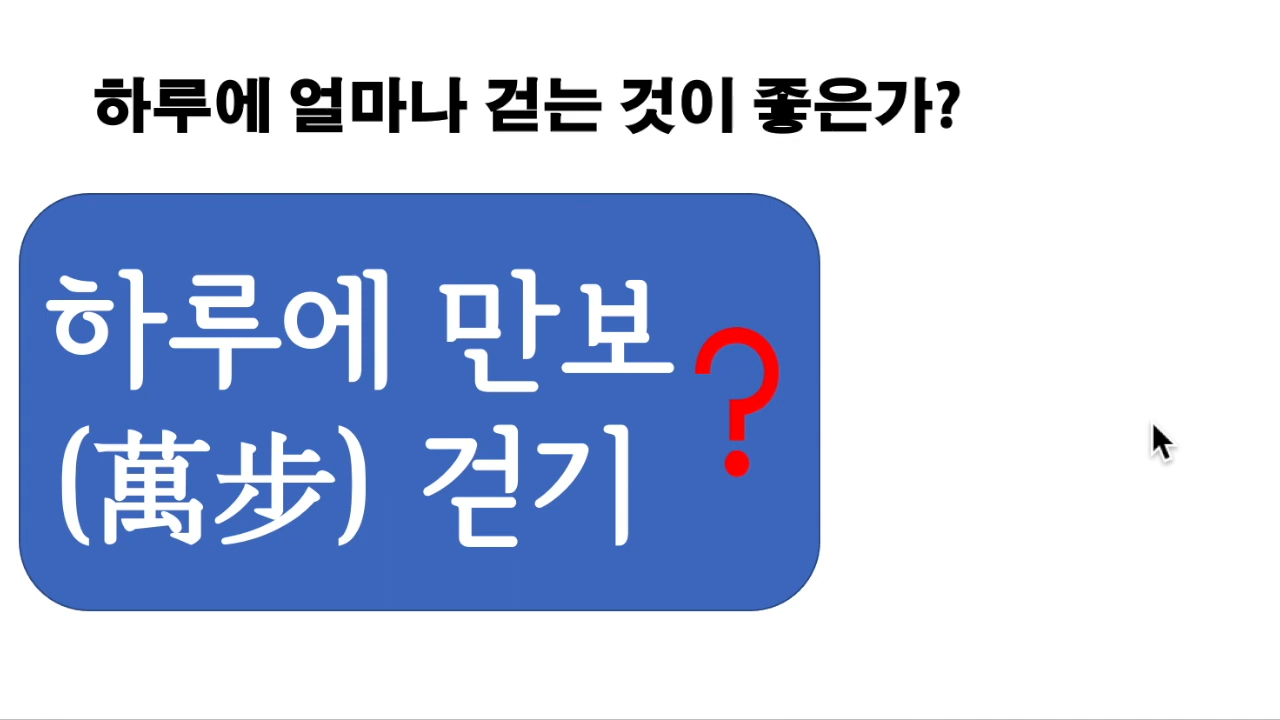 하루에 얼마나 걷는 것이 좋은가?
하루에 만보
(萬步) 걷기?